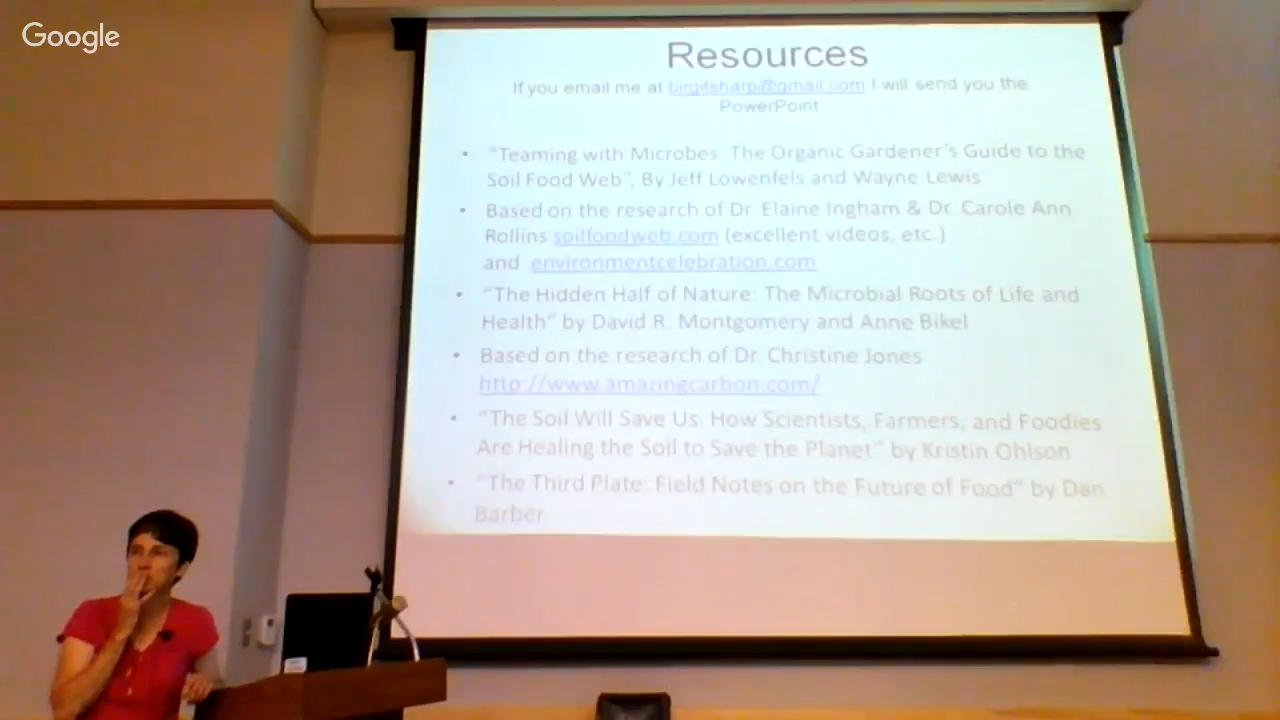 Google
Resources
If you email me at birgitsharp@gmail.com I will send you the
PowerPoint
• "Teaming with Microbes: The Organic Gardener's Guide to the
Soil Food Web", By Jeff Lowenfels and Wayne Lewis
• Based on the research of Dr. Elaine Ingham & Dr. Carole Ann
Rollins soilfoodweb.com (excellent videos, etc.)
and environmentcelebration.com
• "The Hidden Half of Nature: The Microbial Roots of Life and
Health" by David R. Montgomery and Anne Bikel
• Based on the research of Dr. Christine Jones
http://www.amazingcarbon.com/
• "The Soil Will Save Us: How Scientists, Farmers, and Foodies
Are Healing the Soil to Save the Planet" by Kristin Ohlson
• "The Third Plate: Field Notes on the Future of Food" by Dan
Barber